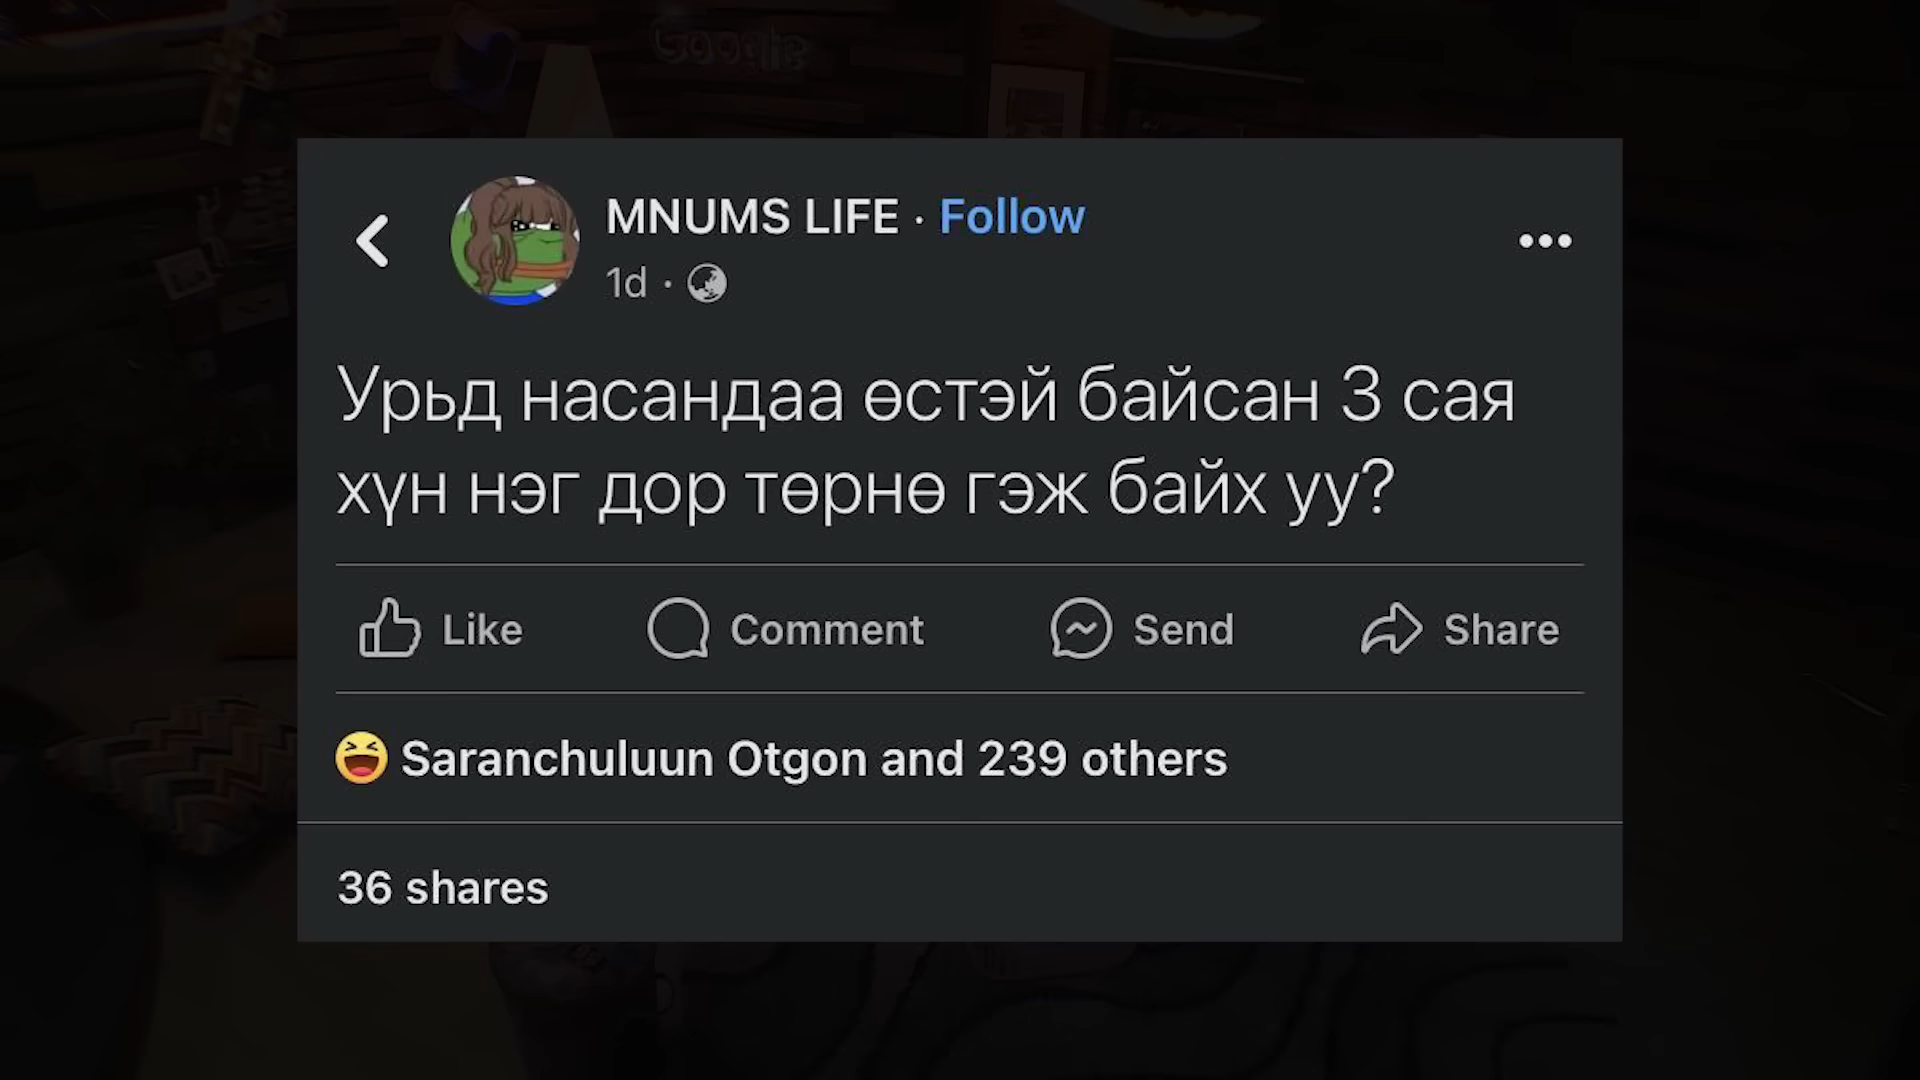 Google
MNUMS LIFE · Follow
1d ·
Урьд насандаа өстэй байсан 3 сая
хүн нэг дор төрнө гэж байх уу?
Like
Comment
Send
Share
Saranchuluun Otgon and 239 others
36 shares